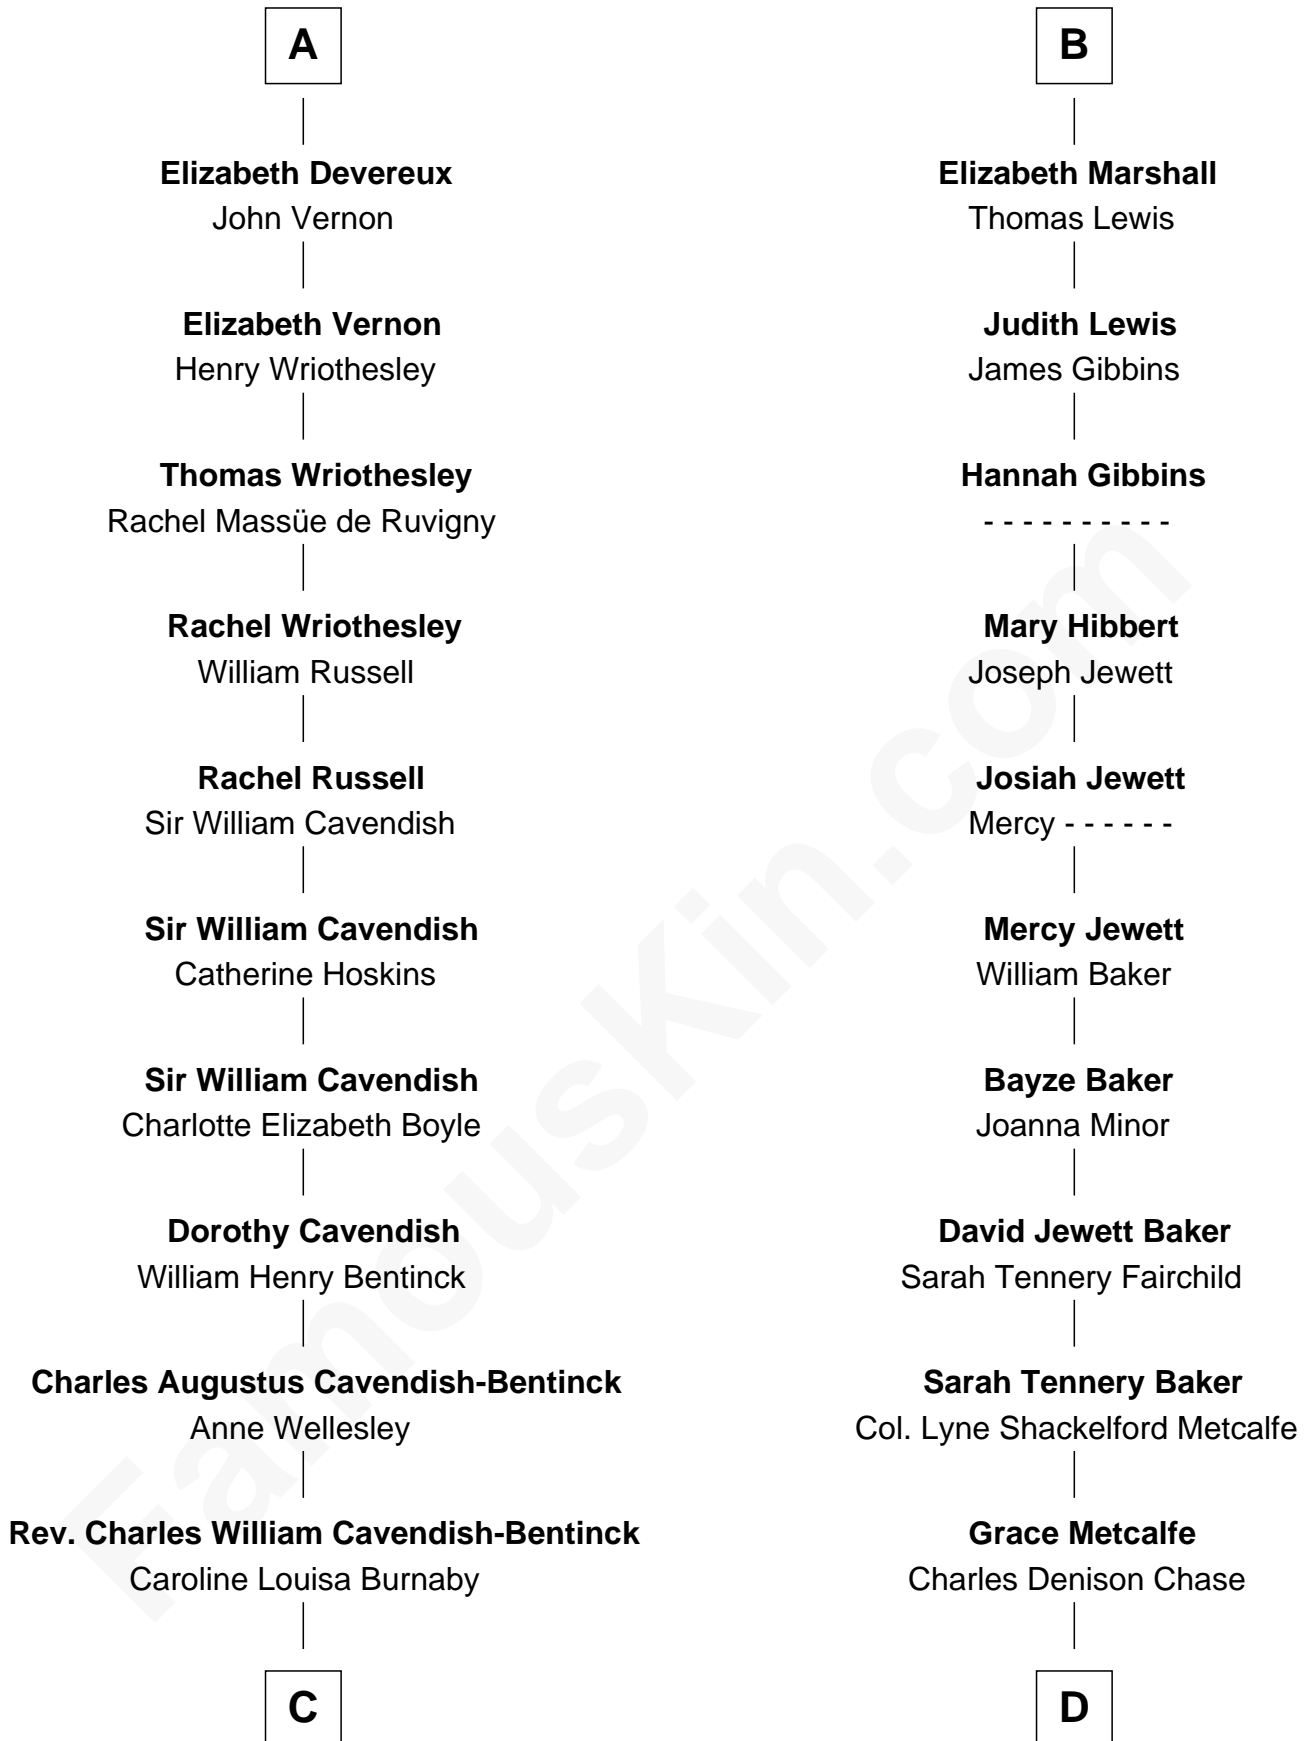 A
Elizabeth Devereux
John Vernon
Elizabeth Vernon
Henry Wriothesley
Thomas Wriothesley
Rachel Massüe de Ruvigny
Rachel Wriothesley
William Russell
Rachel Russell
Sir William Cavendish
Sir William Cavendish
Catherine Hoskins
Sir William Cavendish
Charlotte Elizabeth Boyle
Dorothy Cavendish
William Henry Bentinck
Charles Augustus Cavendish-Bentinck
Anne Wellesley
Rev. Charles William Cavendish-Bentinck
Caroline Louisa Burnaby
C
B
Elizabeth Marshall
Thomas Lewis
Judith Lewis
James Gibbins
Hannah Gibbins
- - - - - - - - - -
Mary Hibbert
Joseph Jewett
Josiah Jewett
Mercy - - - - - -
Mercy Jewett
William Baker
Bayze Baker
Joanna Minor
David Jewett Baker
Sarah Tennery Fairchild
Sarah Tennery Baker
Col. Lyne Shackelford Metcalfe
Grace Metcalfe
Charles Denison Chase
D
FamousKin.com